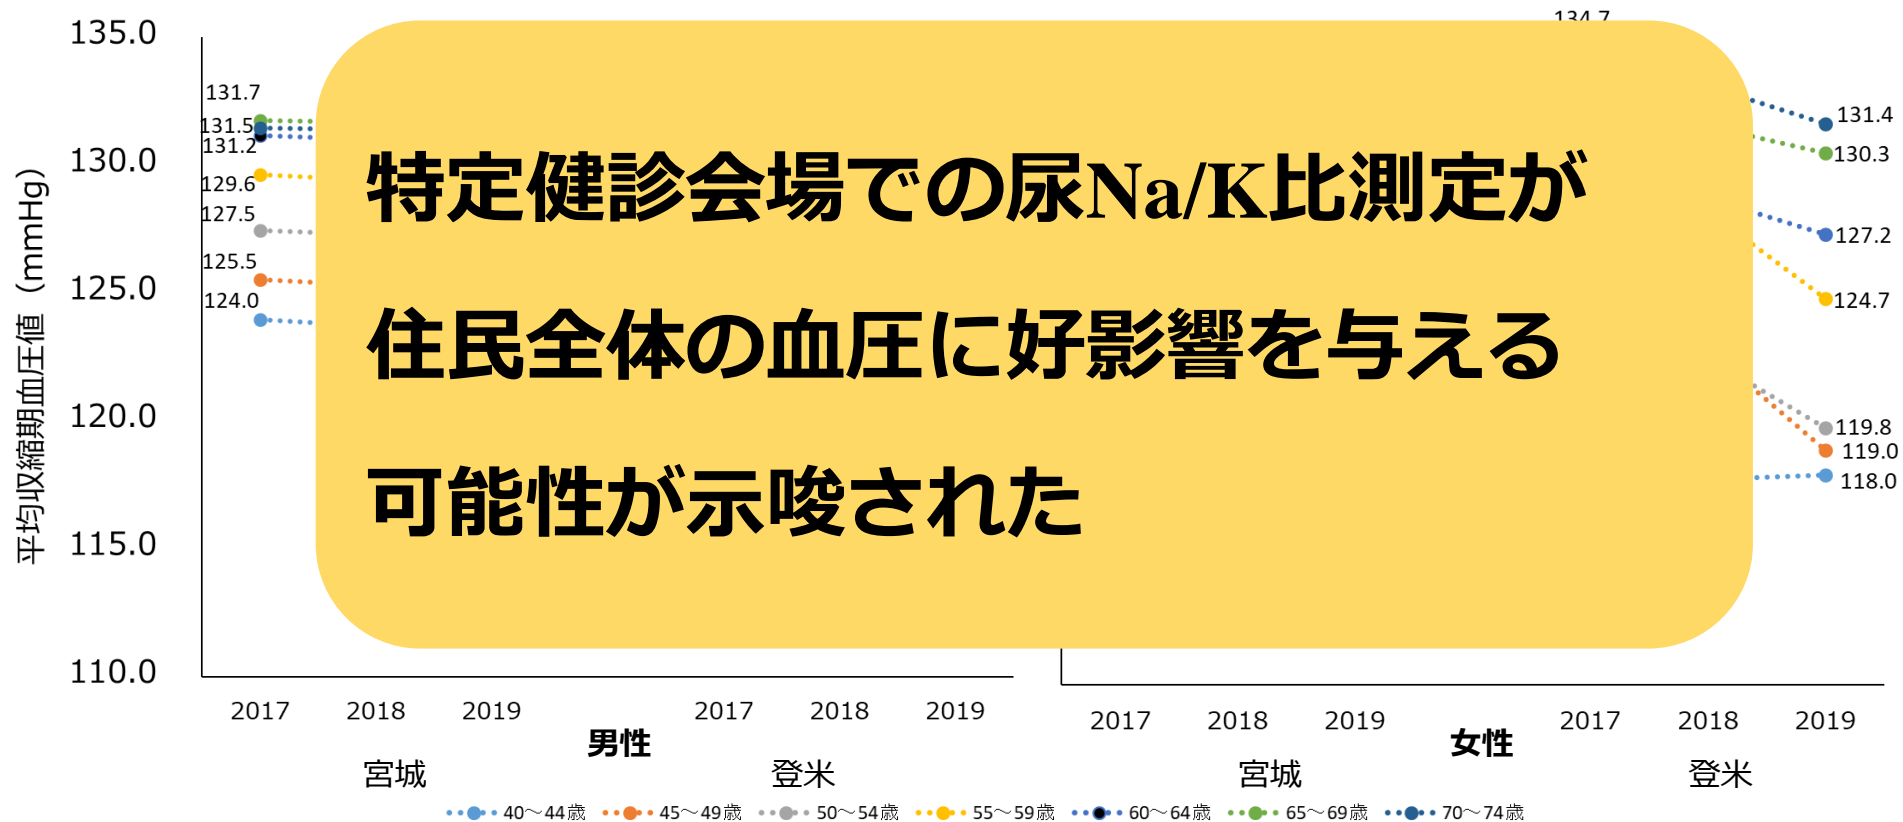 135.0
130.0
125.0
120.0
115.0
110.0
平均収縮期血圧値（mmHg）
131.7
131.5
131.2
129.6
127.5
125.5
124.0
特定健診会場での尿Na/K比測定が
住民全体の血圧に好影響を与える
可能性が示唆された
134.7
131.4
130.3
127.2
124.7
119.8
119.0
118.0
2017 2018 2019 2017 2018 2019
男性
宮城 登米
2017 2018 2019 2017 2018 2019
女性
宮城 登米
40～44歳 45～49歳 50～54歳 55～59歳 60～64歳 65～69歳 70～74歳